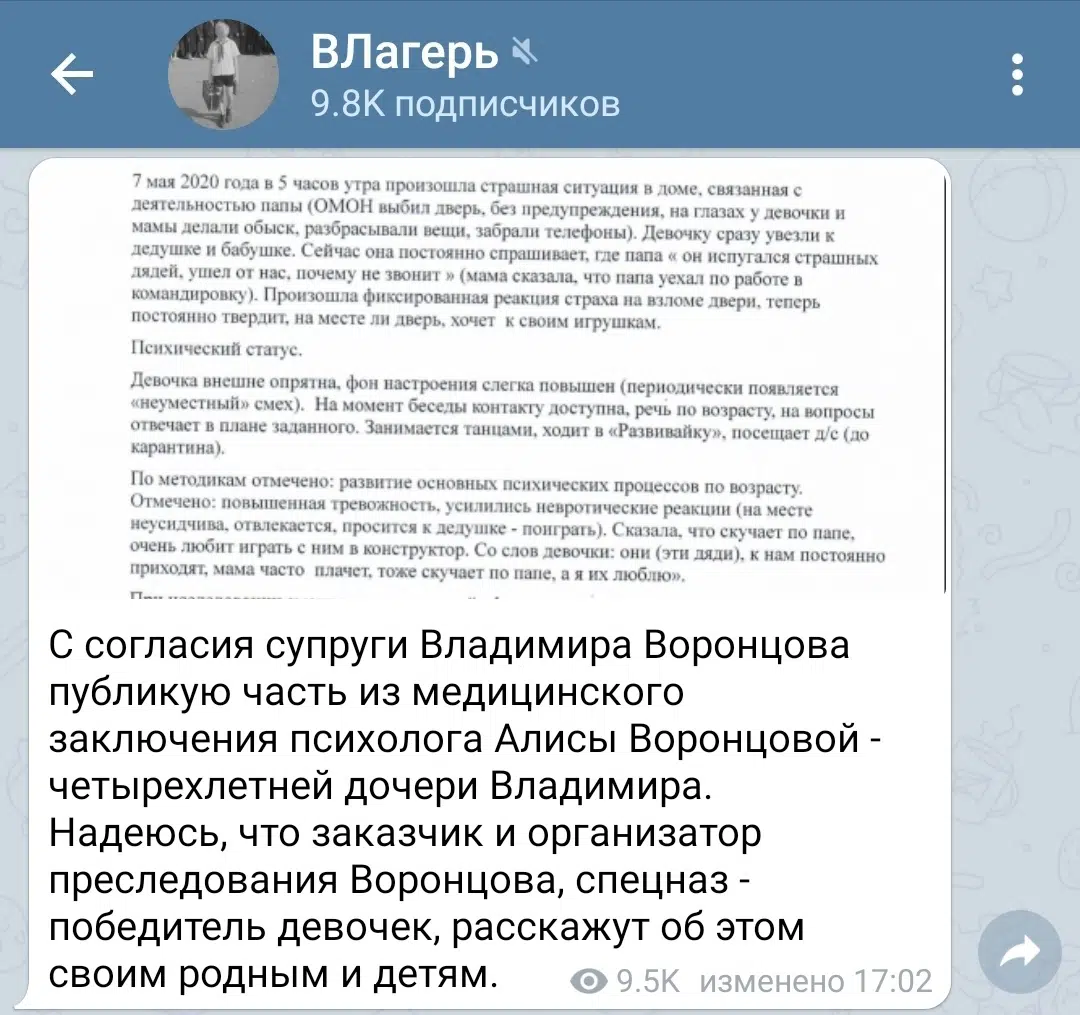 ВЛагерь
9.8K подписчиков
7 мая 2020 года в 5 часов утра произошла страшная ситуация в доме, связанная с
деятельностью папы (ОМОН выбил дверь, без предупреждения, на глазах у девочки и
мамы делали обыск, разбрасывали вещи, забрали телефоны). Девочку сразу увезли к
дедушке и бабушке. Сейчас она постоянно спрашивает, где папа « он испугался страшных
дядей, ушел от нас, почему не звонит » (мама сказала, что папа уехал по работе в
командировку). Произошла фиксированная реакция страха на взломе двери, теперь
постоянно твердит, на месте ли дверь, хочет к своим игрушкам.
Психический статус.
Девочка внешне опрятна, фон настроения слегка повышен (периодически появляется
«неуместный» смех). На момент беседы контакту доступна, речь по возрасту, на вопросы
отвечает в плане заданного. Занимается танцами, ходит в «Развивайку», посещает д/с (до
карантина).
По методикам отмечено: развитие основных психических процессов по возрасту.
Отмечено: повышенная тревожность, усилились невротические реакции (на месте
неусидчива, отвлекается, просится к дедушке - поиграть). Сказала, что скучает по папе,
очень любит играть с ним в конструктор. Со слов девочки: они (эти дяди), к нам постоянно
приходят, мама часто плачет, тоже скучает по папе, а я их люблю».
С согласия супруги Владимира Воронцова
публикую часть из медицинского
заключения психолога Алисы Воронцовой -
четырехлетней дочери Владимира.
Надеюсь, что заказчик и организатор
преследования Воронцова, спецназ -
победитель девочек, расскажут об этом
своим родным и детям.
9.5K изменено 17:02